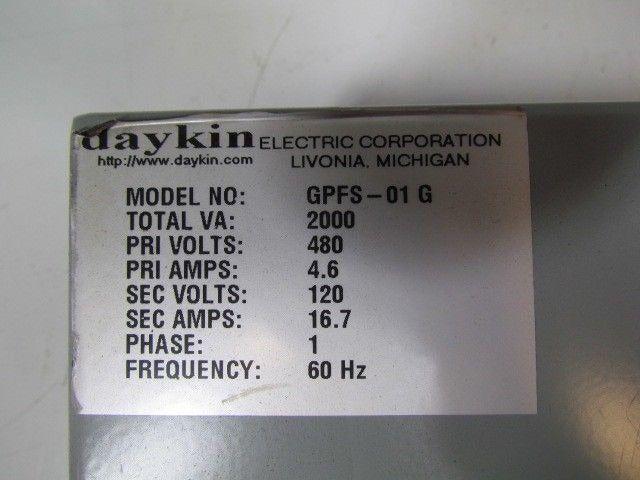 daykin ELECTRIC CORPORATION
http://www.daykin.com LIVONIA, MICHIGAN
MODEL NO: GPFS-01 G
TOTAL VA: 2000
PRI VOLTS: 480
PRI AMPS: 4.6
SEC VOLTS: 120
SEC AMPS: 16.7
PHASE: 1
FREQUENCY: 60 Hz